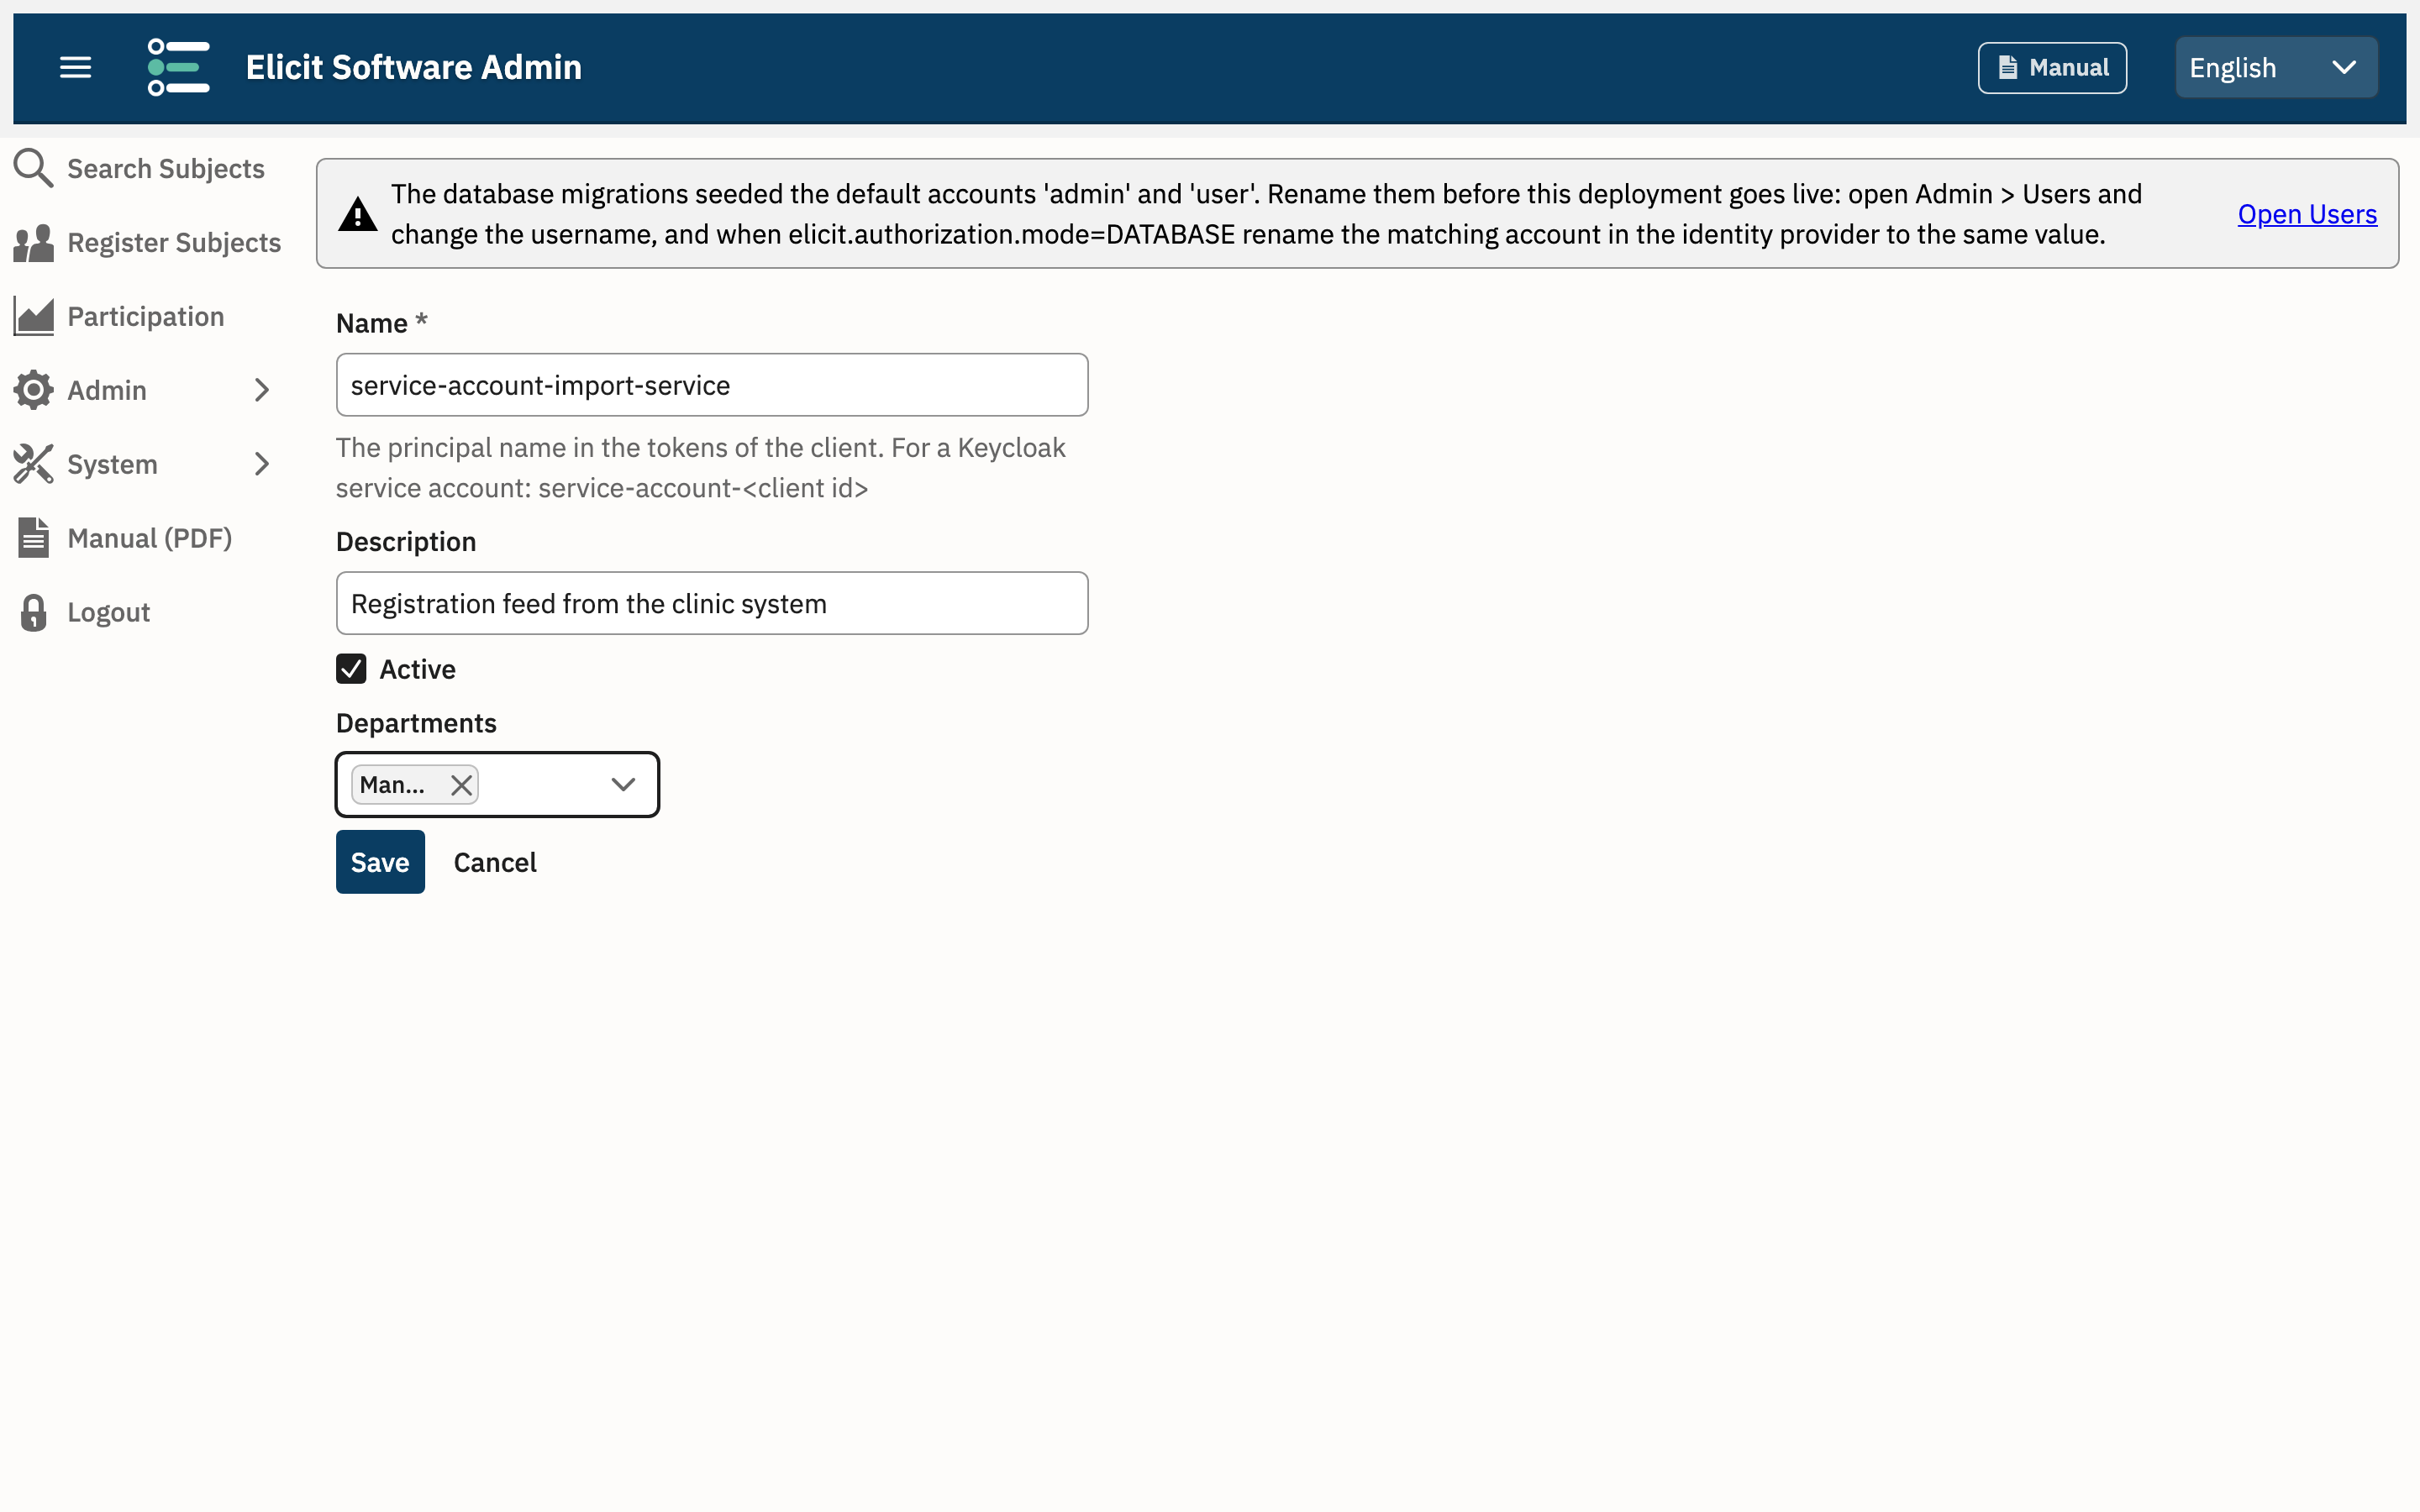 Elicit Software Admin
Manual
English
Search Subjects
Register Subjects
Participation
Admin
System
Manual (PDF)
Logout
The database migrations seeded the default accounts 'admin' and 'user'. Rename them before this deployment goes live: open Admin > Users and
change the username, and when elicit.authorization.mode=DATABASE rename the matching account in the identity provider to the same value.
Open Users
Name *
service-account-import-service
The principal name in the tokens of the client. For a Keycloak
service account: service-account-<client id>
Description
Registration feed from the clinic system
Active
Departments
Man...
Save
Cancel